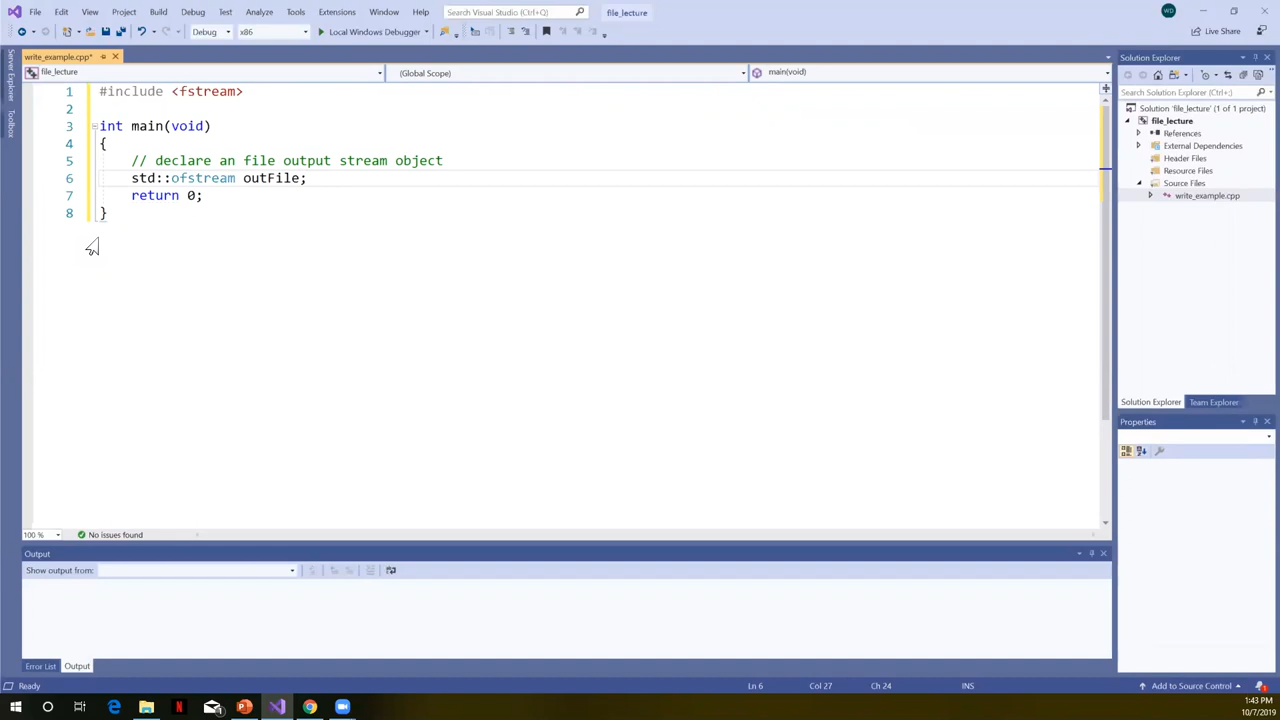 File Edit View Project Build Debug Test Analyze Tools Extensions Window Help Search Visual Studio (Ctrl+Q) file_lecture WD
Debug x86 Local Windows Debugger Live Share
Server Explorer
Toolbox
write_example.cpp*
file_lecture (Global Scope) main(void)
1 #include <fstream>
2
3 int main(void)
4 {
5 // declare an file output stream object
6 std::ofstream outFile;
7 return 0;
8 }
100 % No issues found
Output
Show output from:
Error List Output
Solution Explorer
Search Solution Explorer (Ctrl+;)
Solution 'file_lecture' (1 of 1 project)
file_lecture
References
External Dependencies
Header Files
Resource Files
Source Files
write_example.cpp
Solution Explorer Team Explorer
Properties
Ready Ln 6 Col 27 Ch 24 INS Add to Source Control
1:43 PM
10/7/2019